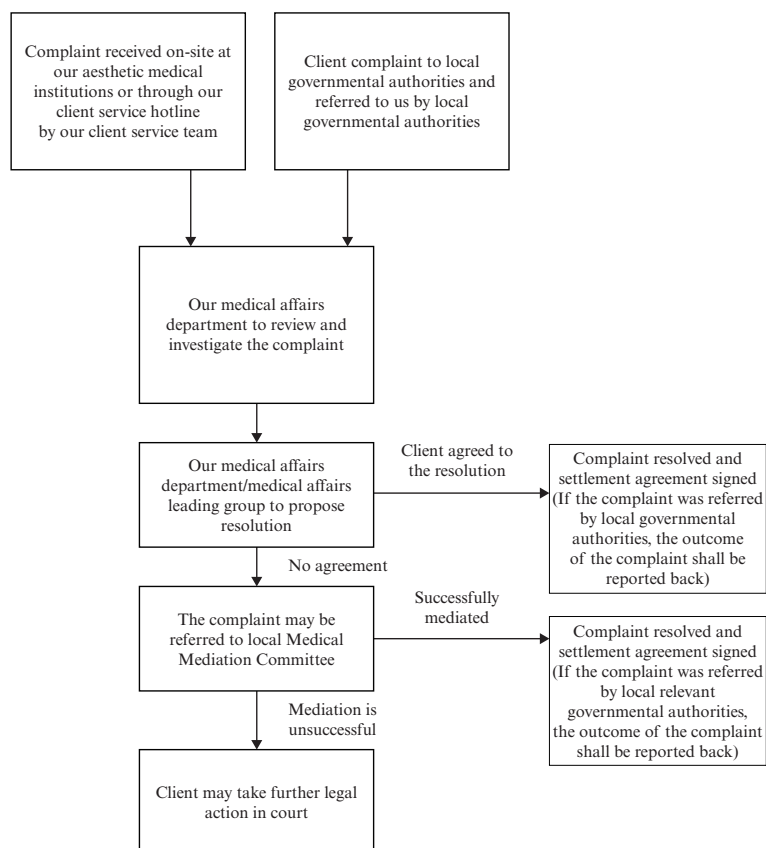 Complaint received on-site at
our aesthetic medical
institutions or through our
client service hotline
by our client service team
Client complaint to local
governmental authorities and
referred to us by local
governmental authorities
Our medical affairs
department to review and
investigate the complaint
Our medical affairs
department/medical affairs
leading group to propose
resolution
Client agreed to
the resolution
Complaint resolved and
settlement agreement signed
(If the complaint was referred
by local governmental
authorities, the outcome
of the complaint shall be
reported back)
No agreement
The complaint may be
referred to local Medical
Mediation Committee
Successfully
mediated
Complaint resolved and
settlement agreement signed
(If the complaint was referred
by local relevant
governmental authorities,
the outcome of the complaint
shall be reported back)
Mediation is
unsuccessful
Client may take further legal
action in court